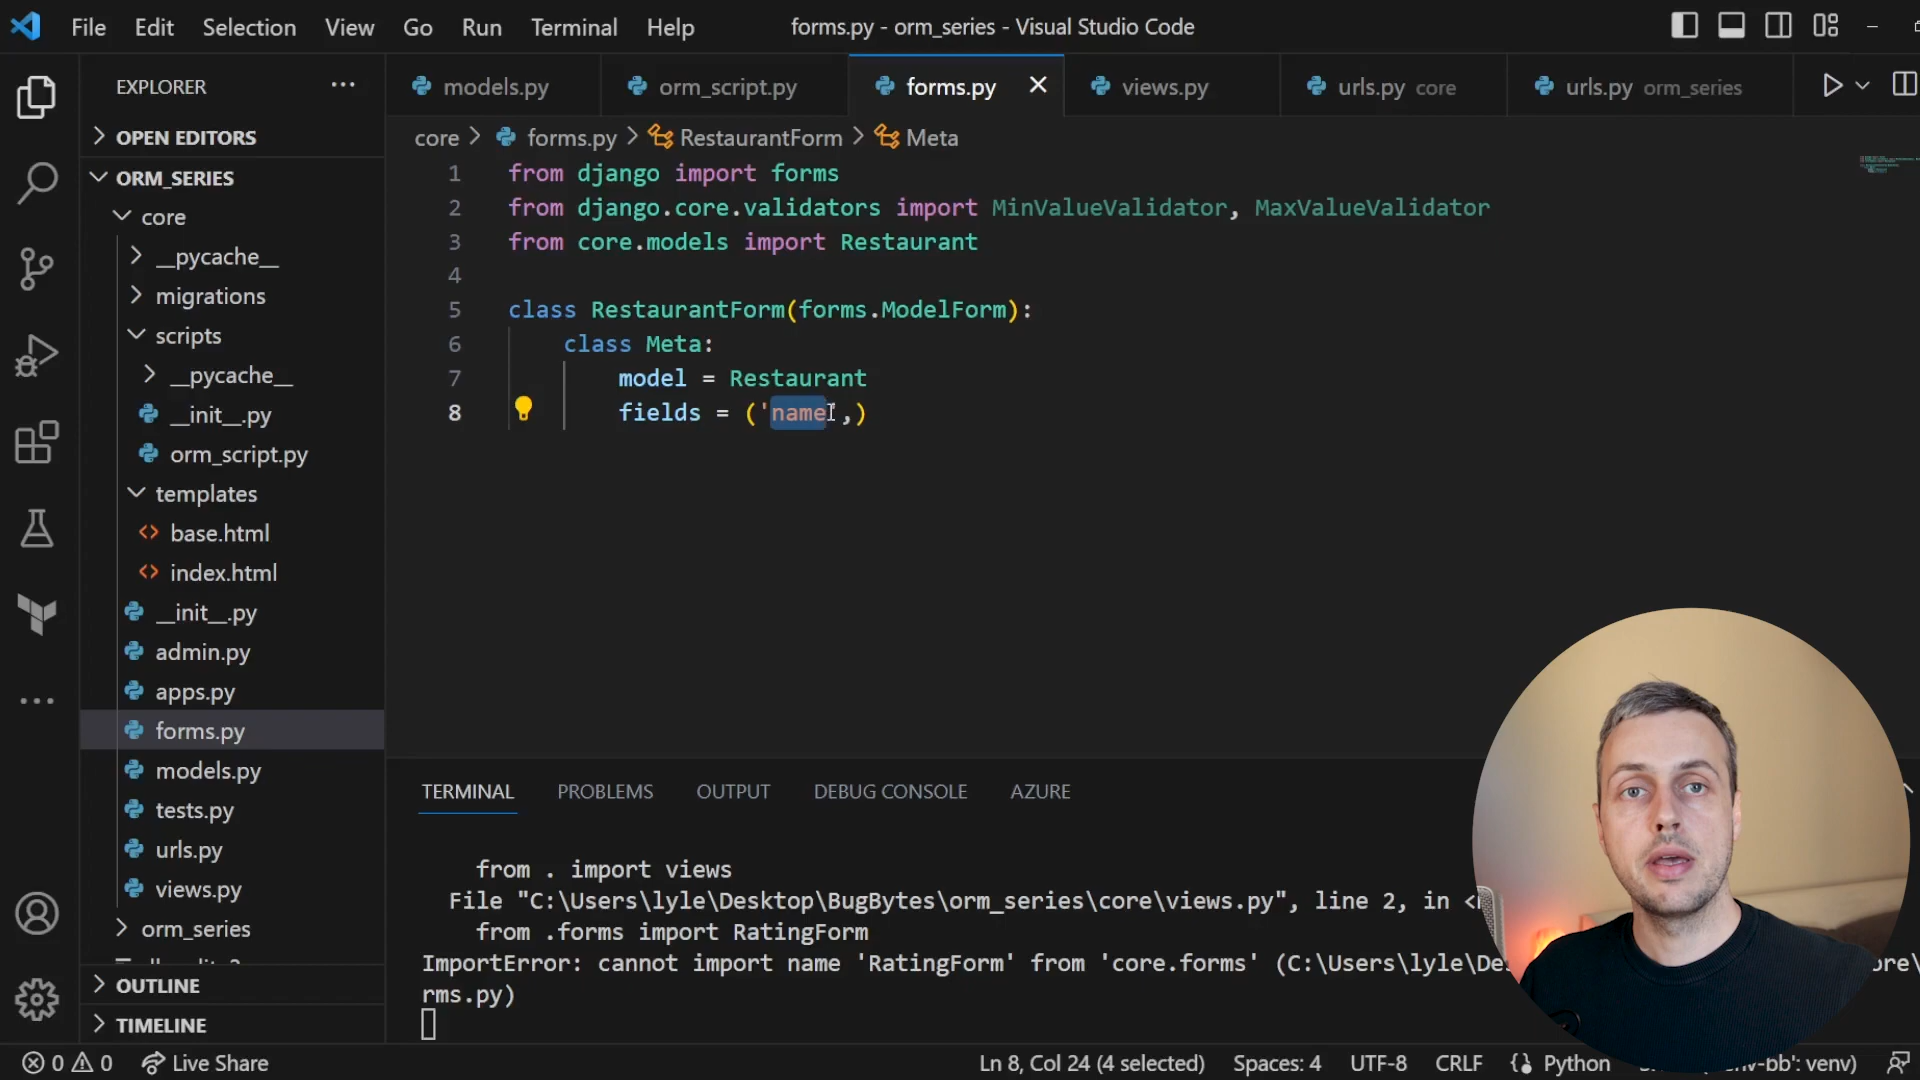 File Edit Selection View Go Run Terminal Help
forms.py - orm_series - Visual Studio Code
EXPLORER
OPEN EDITORS
ORM_SERIES
core
__pycache__
migrations
scripts
__pycache__
__init__.py
orm_script.py
templates
base.html
index.html
__init__.py
admin.py
apps.py
forms.py
models.py
tests.py
urls.py
views.py
orm_series
OUTLINE
TIMELINE
models.py orm_script.py forms.py views.py urls.py core urls.py orm_series
core > forms.py > RestaurantForm > Meta
1 from django import forms
2 from django.core.validators import MinValueValidator, MaxValueValidator
3 from core.models import Restaurant
4
5 class RestaurantForm(forms.ModelForm):
6 class Meta:
7 model = Restaurant
8 fields = ('name',)
TERMINAL PROBLEMS OUTPUT DEBUG CONSOLE AZURE
from . import views
File "C:\Users\lyle\Desktop\BugBytes\orm_series\core\views.py", line 2, in
from .forms import RatingForm
ImportError: cannot import name 'RatingForm' from 'core.forms' (C:\Users\lyle\
rms.py)
0 0 Live Share Ln 8, Col 24 (4 selected) Spaces: 4 UTF-8 CRLF Python venv)